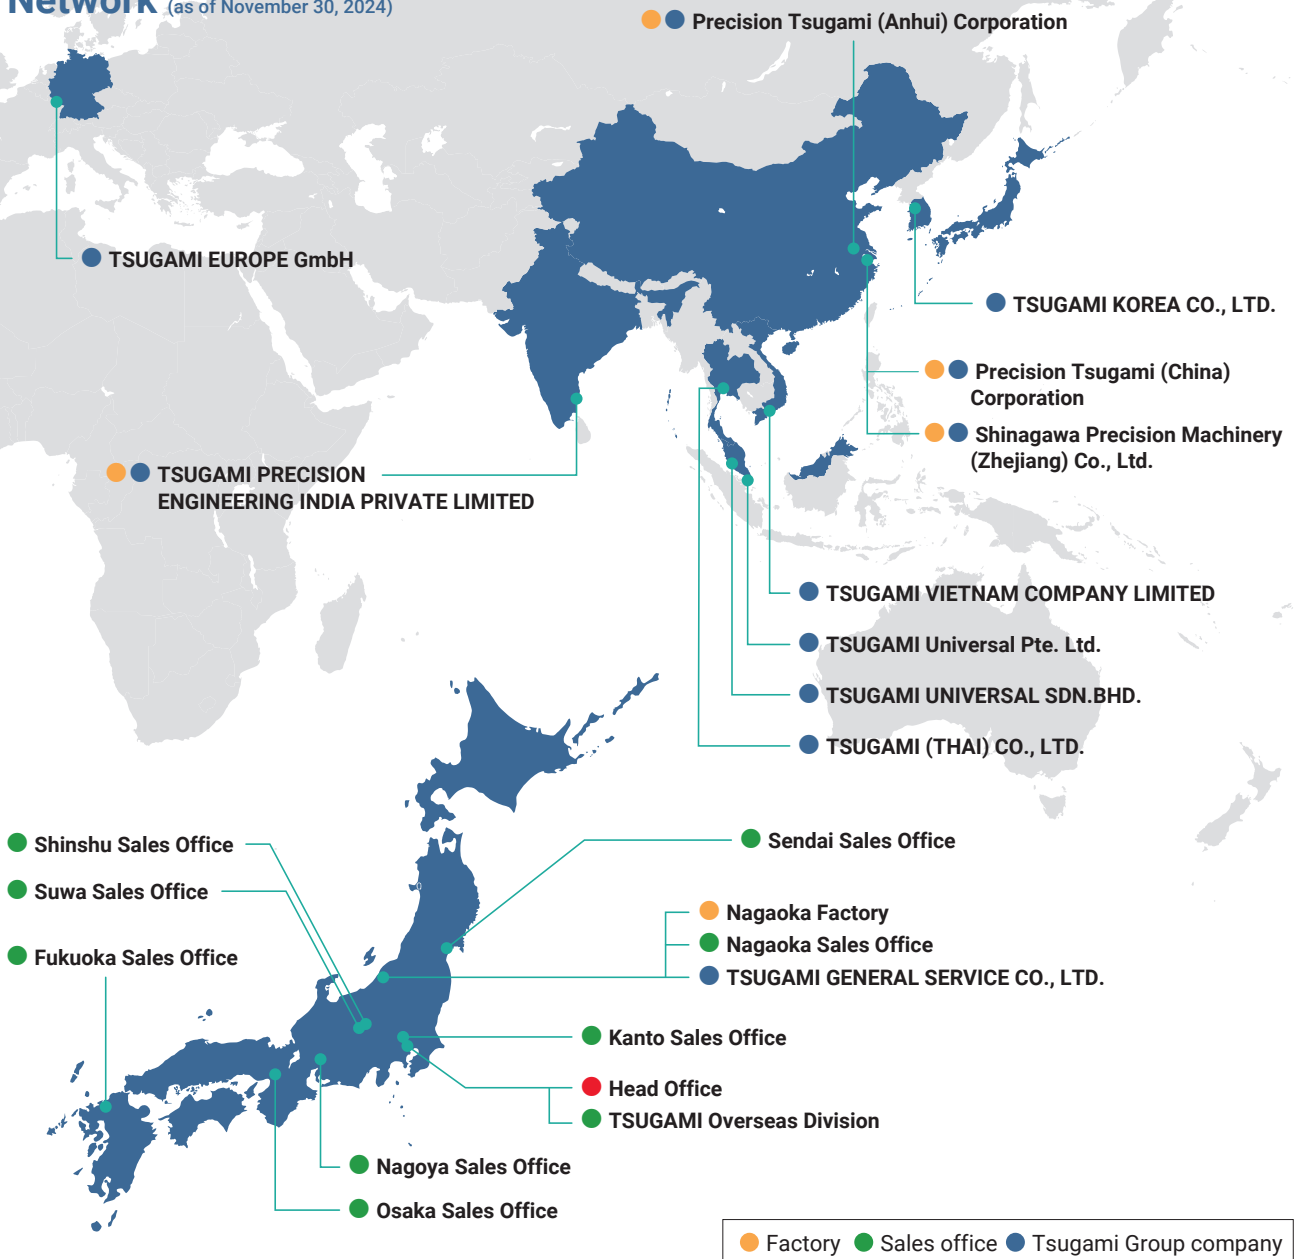 Network (as of November 30, 2024)
Precision Tsugami (Anhui) Corporation
TSUGAMI EUROPE GmbH
TSUGAMI KOREA CO., LTD.
Precision Tsugami (China)
Corporation
Shinagawa Precision Machinery
(Zhejiang) Co., Ltd.
TSUGAMI PRECISION
ENGINEERING INDIA PRIVATE LIMITED
TSUGAMI VIETNAM COMPANY LIMITED
TSUGAMI Universal Pte. Ltd.
TSUGAMI UNIVERSAL SDN.BHD.
TSUGAMI (THAI) CO., LTD.
Shinshu Sales Office
Suwa Sales Office
Fukuoka Sales Office
Sendai Sales Office
Nagaoka Factory
Nagaoka Sales Office
TSUGAMI GENERAL SERVICE CO., LTD.
Kanto Sales Office
Head Office
TSUGAMI Overseas Division
Nagoya Sales Office
Osaka Sales Office
Factory Sales office Tsugami Group company